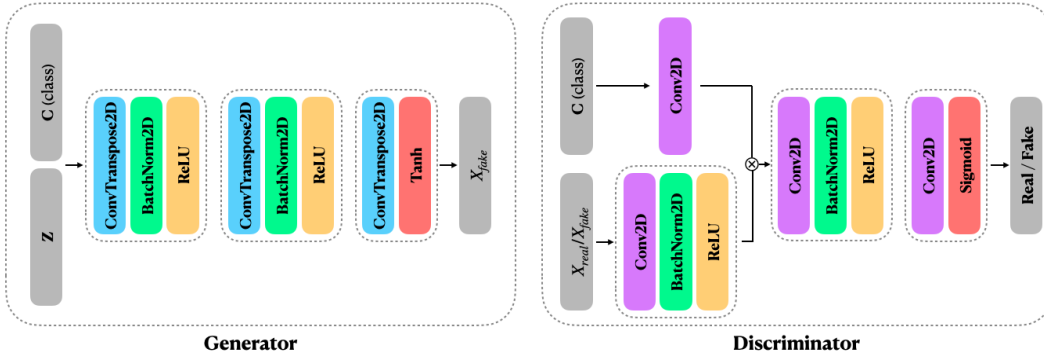 C (class)
Z
ConvTranspose2D
BatchNorm2D
ReLU
ConvTranspose2D
BatchNorm2D
ReLU
ConvTranspose2D
Tanh
X_fake
Generator
C (class)
Conv2D
X_real/X_fake
Conv2D
BatchNorm2D
ReLU
Conv2D
BatchNorm2D
ReLU
Conv2D
Sigmoid
Real / Fake
Discriminator